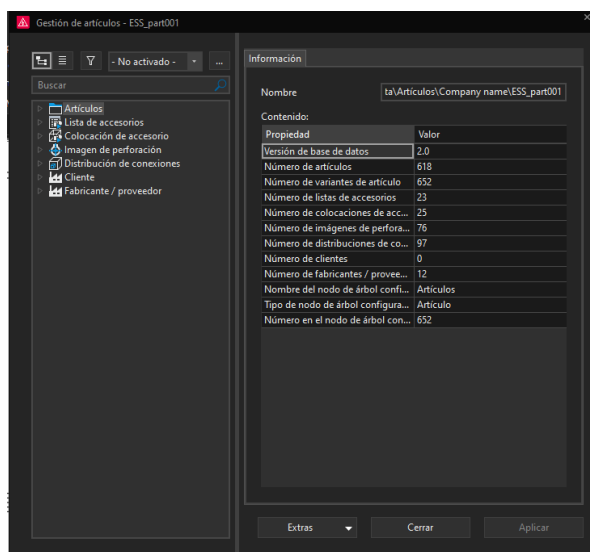 Gestión de artículos - ESS_part001
- No activado -
...
Buscar
Artículos
Lista de accesorios
Colocación de accesorio
Imagen de perforación
Distribución de conexiones
Cliente
Fabricante / proveedor
Información
Nombre ta\Artículos\Company name\ESS_part001
Contenido:
Propiedad Valor
Versión de base de datos 2.0
Número de artículos 618
Número de variantes de artículo 652
Número de listas de accesorios 23
Número de colocaciones de acc... 25
Número de imágenes de perfora... 76
Número de distribuciones de co... 97
Número de clientes 0
Número de fabricantes / provee... 12
Nombre del nodo de árbol confi... Artículos
Tipo de nodo de árbol configura... Artículo
Número en el nodo de árbol con... 652
Extras Cerrar Aplicar